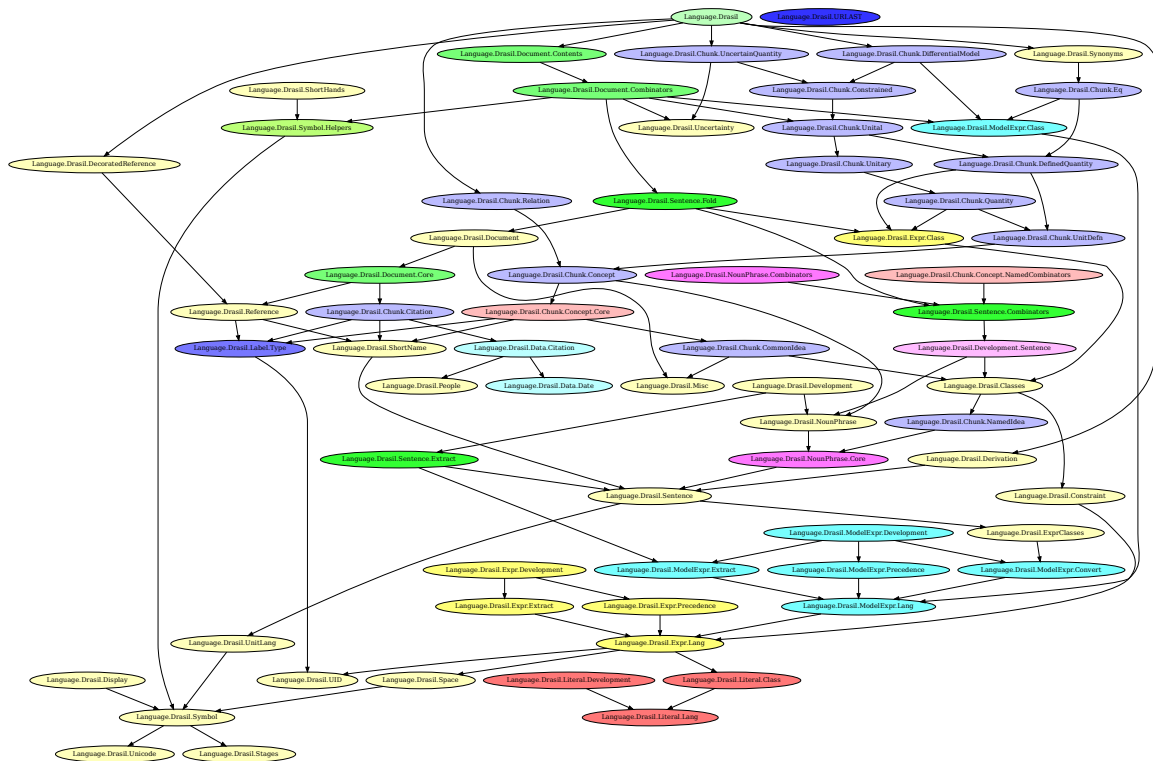 Language.Drasil
Language.Drasil.URLAST
Language.Drasil.Document.Contents
Language.Drasil.Chunk.UncertainQuantity
Language.Drasil.Chunk.DifferentialModel
Language.Drasil.Synonyms
Language.Drasil.ShortHands
Language.Drasil.Document.Combinators
Language.Drasil.Chunk.Constrained
Language.Drasil.Chunk.Eq
Language.Drasil.Symbol.Helpers
Language.Drasil.Uncertainty
Language.Drasil.Chunk.Unital
Language.Drasil.ModelExpr.Class
Language.Drasil.DecoratedReference
Language.Drasil.Chunk.Unitary
Language.Drasil.Chunk.DefinedQuantity
Language.Drasil.Chunk.Relation
Language.Drasil.Sentence.Fold
Language.Drasil.Chunk.Quantity
Language.Drasil.Document
Language.Drasil.Expr.Class
Language.Drasil.Chunk.UnitDefn
Language.Drasil.Document.Core
Language.Drasil.Chunk.Concept
Language.Drasil.NounPhrase.Combinators
Language.Drasil.Chunk.Concept.NamedCombinators
Language.Drasil.Reference
Language.Drasil.Chunk.Citation
Language.Drasil.Chunk.Concept.Core
Language.Drasil.Sentence.Combinators
Language.Drasil.Label.Type
Language.Drasil.ShortName
Language.Drasil.Data.Citation
Language.Drasil.Chunk.CommonIdea
Language.Drasil.Development.Sentence
Language.Drasil.People
Language.Drasil.Data.Date
Language.Drasil.Misc
Language.Drasil.Development
Language.Drasil.Classes
Language.Drasil.NounPhrase
Language.Drasil.Chunk.NamedIdea
Language.Drasil.Sentence.Extract
Language.Drasil.NounPhrase.Core
Language.Drasil.Derivation
Language.Drasil.Sentence
Language.Drasil.Constraint
Language.Drasil.ModelExpr.Development
Language.Drasil.ExprClasses
Language.Drasil.Expr.Development
Language.Drasil.ModelExpr.Extract
Language.Drasil.ModelExpr.Precedence
Language.Drasil.ModelExpr.Convert
Language.Drasil.Expr.Extract
Language.Drasil.Expr.Precedence
Language.Drasil.ModelExpr.Lang
Language.Drasil.UnitLang
Language.Drasil.Expr.Lang
Language.Drasil.Display
Language.Drasil.UID
Language.Drasil.Space
Language.Drasil.Literal.Development
Language.Drasil.Literal.Class
Language.Drasil.Symbol
Language.Drasil.Literal.Lang
Language.Drasil.Unicode
Language.Drasil.Stages